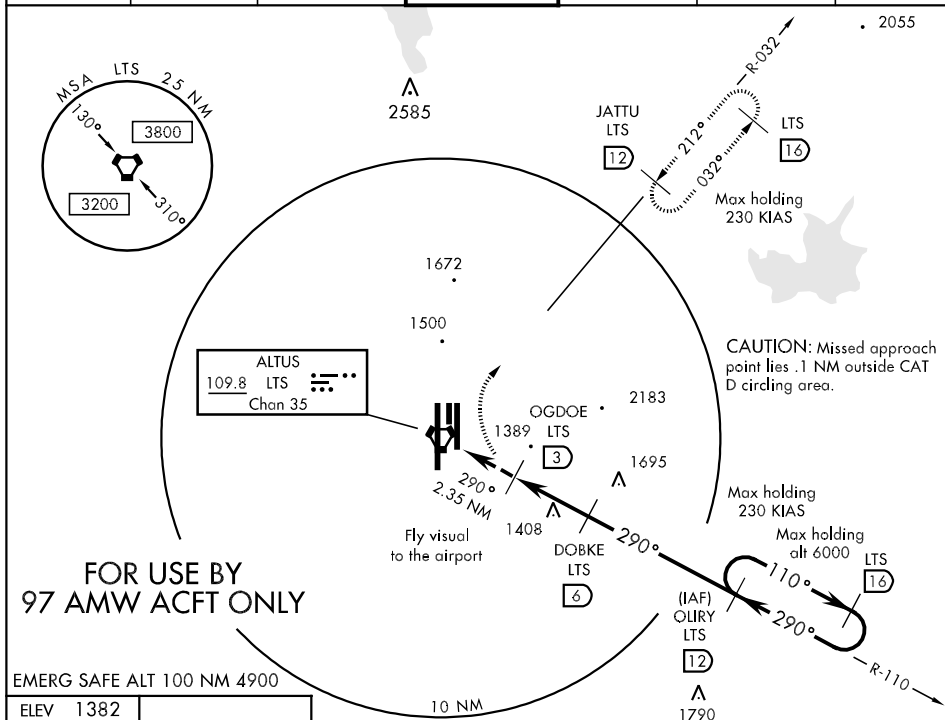 2055
R-032
MSA LTS 25 NM
130°
3800
3200
310°
2585
JATTU
LTS
12
212°
032°
LTS
16
Max holding
230 KIAS
1672
1500
ALTUS
109.8 LTS
Chan 35
CAUTION: Missed approach
point lies .1 NM outside CAT
D circling area.
OGDOE
LTS
3
1389
2183
1695
290°
2.35 NM
1408
Fly visual
to the airport
DOBKE
LTS
6
290°
Max holding
230 KIAS
Max holding
alt 6000
LTS
16
110°
290°
(IAF)
OLIRY
LTS
12
R-110
1790
FOR USE BY
97 AMW ACFT ONLY
EMERG SAFE ALT 100 NM 4900
10 NM
ELEV 1382